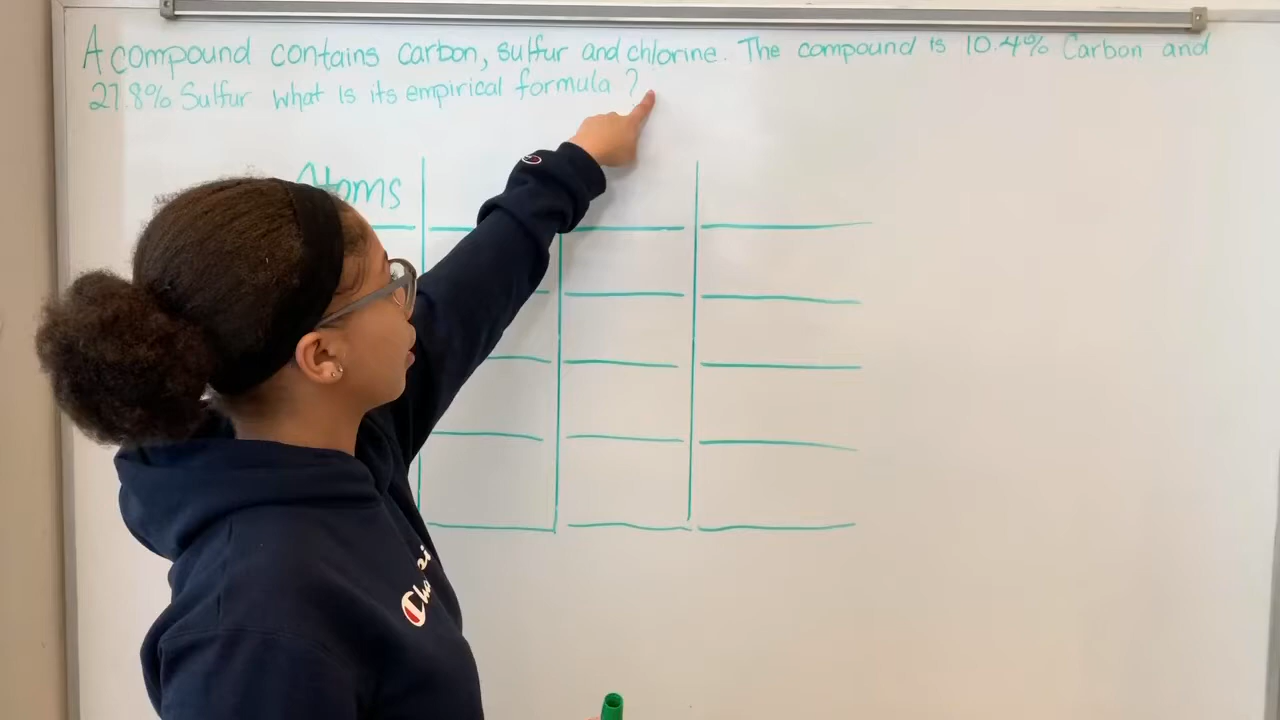 A compound contains carbon, sulfur and chlorine. The compound is 10.4% Carbon and
27.8% Sulfur what is its empirical formula ?
Atoms